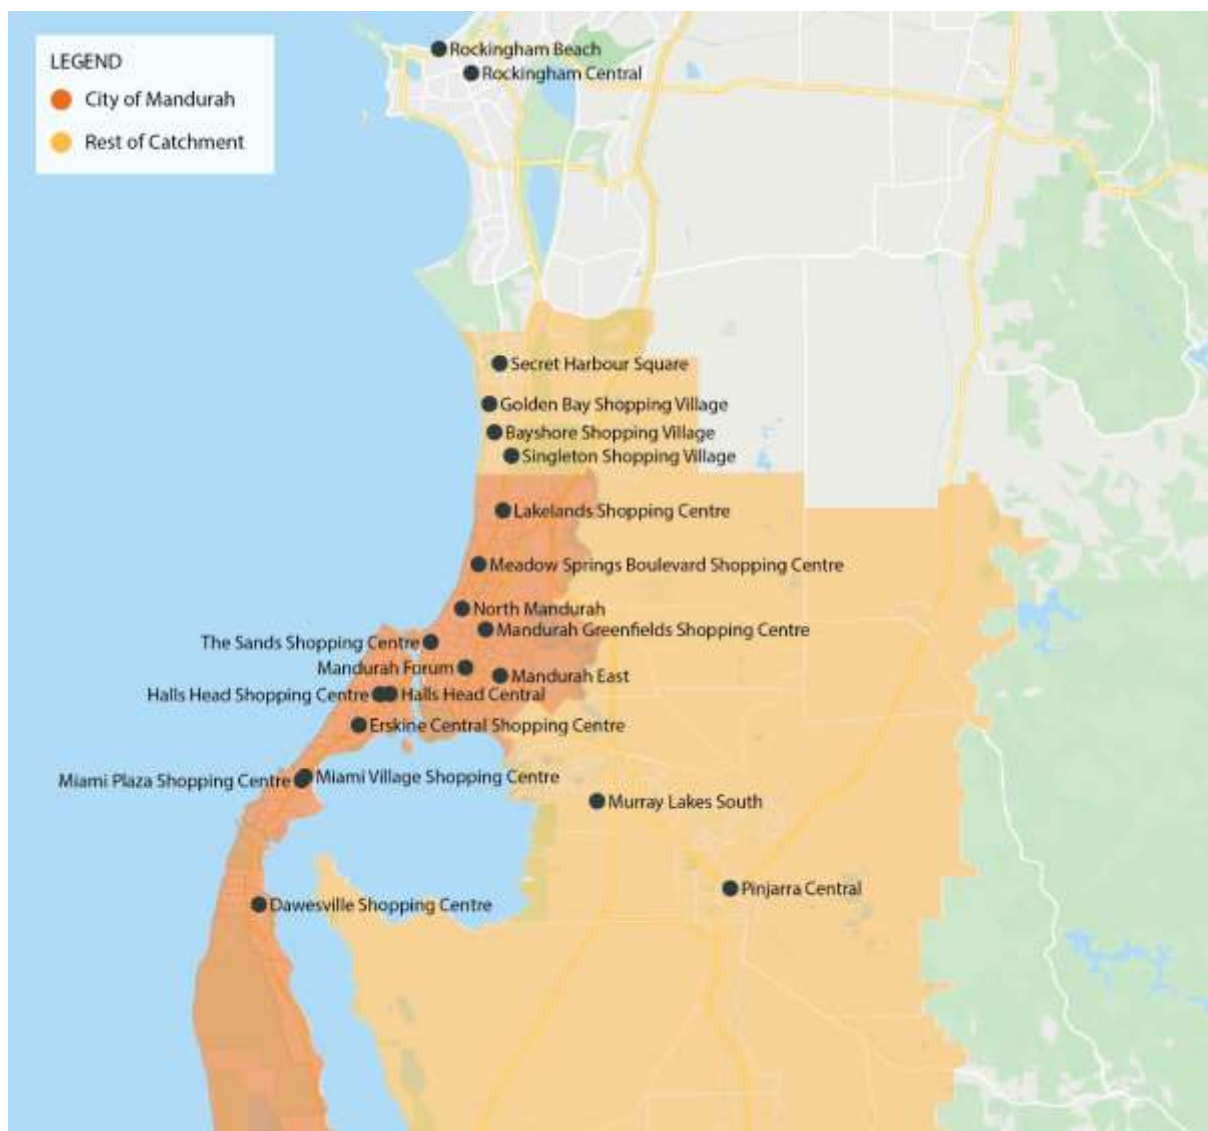 LEGEND
City of Mandurah
Rest of Catchment
Rockingham Beach
Rockingham Central
Secret Harbour Square
Golden Bay Shopping Village
Bayshore Shopping Village
Singleton Shopping Village
Lakelands Shopping Centre
Meadow Springs Boulevard Shopping Centre
North Mandurah
Mandurah Greenfields Shopping Centre
The Sands Shopping Centre
Mandurah Forum
Mandurah East
Halls Head Shopping Centre
Halls Head Central
Erskine Central Shopping Centre
Miami Plaza Shopping Centre
Miami Village Shopping Centre
Murray Lakes South
Pinjarra Central
Dawesville Shopping Centre